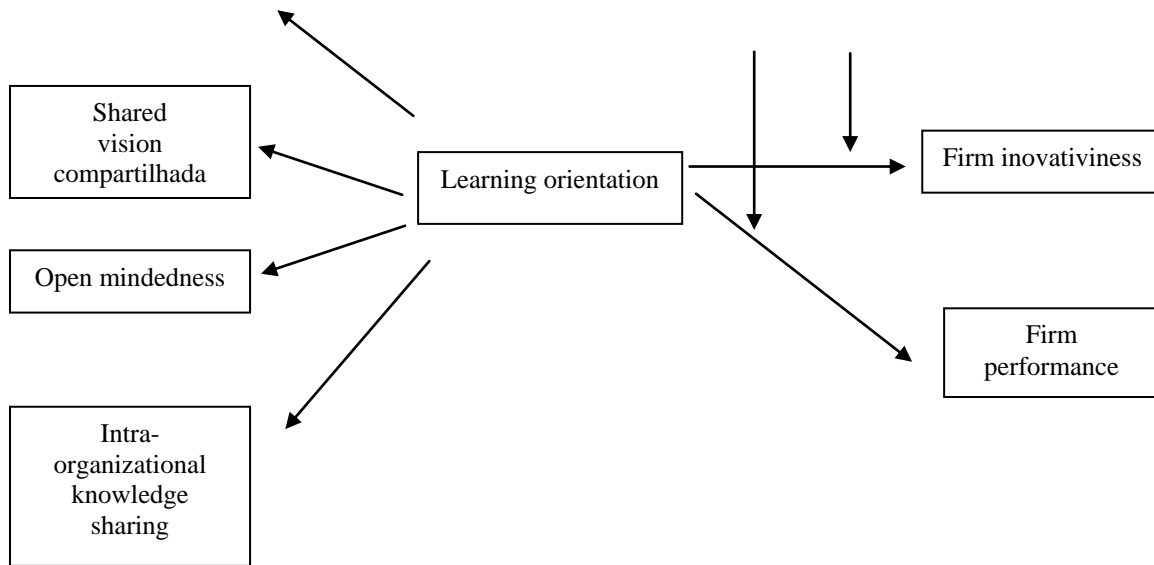 Shared
vision
compartilhada
Learning orientation
Firm inovativiness
Open mindedness
Firm
performance
Intra-
organizational
knowledge
sharing